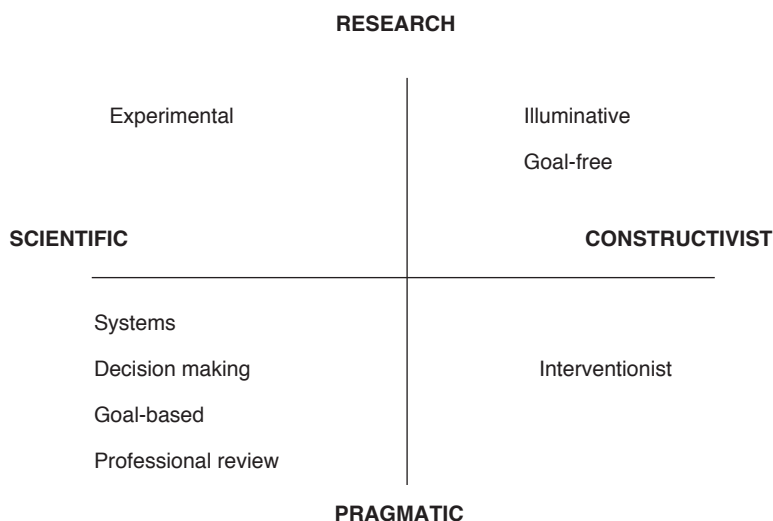 RESEARCH
Experimental
Illuminative
Goal-free
SCIENTIFIC
CONSTRUCTIVIST
Systems
Decision making
Interventionist
Goal-based
Professional review
PRAGMATIC